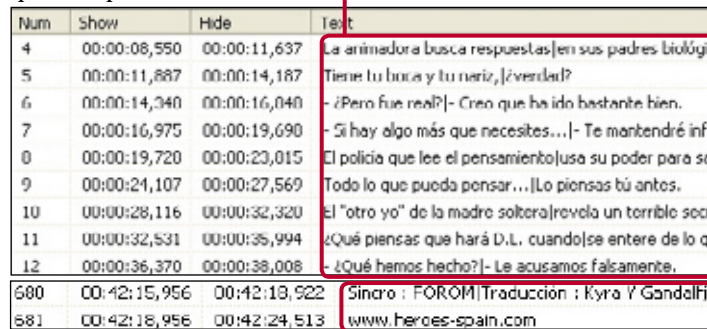 Num Show Hide Text
4 00:00:08,550 00:00:11,637 La animadora busca respuestas|en sus padres biológi
5 00:00:11,887 00:00:14,187 Tiene tu boca y tu nariz,|¿verdad?
6 00:00:14,340 00:00:16,040 - ¿Pero fue real?|- Creo que ha ido bastante bien.
7 00:00:16,975 00:00:19,690 - Si hay algo más que necesites...|- Te mantendré inf
8 00:00:19,720 00:00:23,015 El policia que lee el pensamiento|usa su poder para sa
9 00:00:24,107 00:00:27,569 Todo lo que pueda pensar...|Lo piensas tú antes.
10 00:00:28,116 00:00:32,320 El "otro yo" de la madre soltera|revela un terrible secr
11 00:00:32,531 00:00:35,994 ¿Qué piensas que hará D.L. cuando|se entere de lo q
12 00:00:36,370 00:00:38,008 - ¿Qué hemos hecho?|- Le acusamos falsamente.
680 00:42:15,956 00:42:18,922 Sincro : FOROM|Traducción : Kyra Y Gandalfj
681 00:42:18,956 00:42:24,513 www.heroes-spain.com